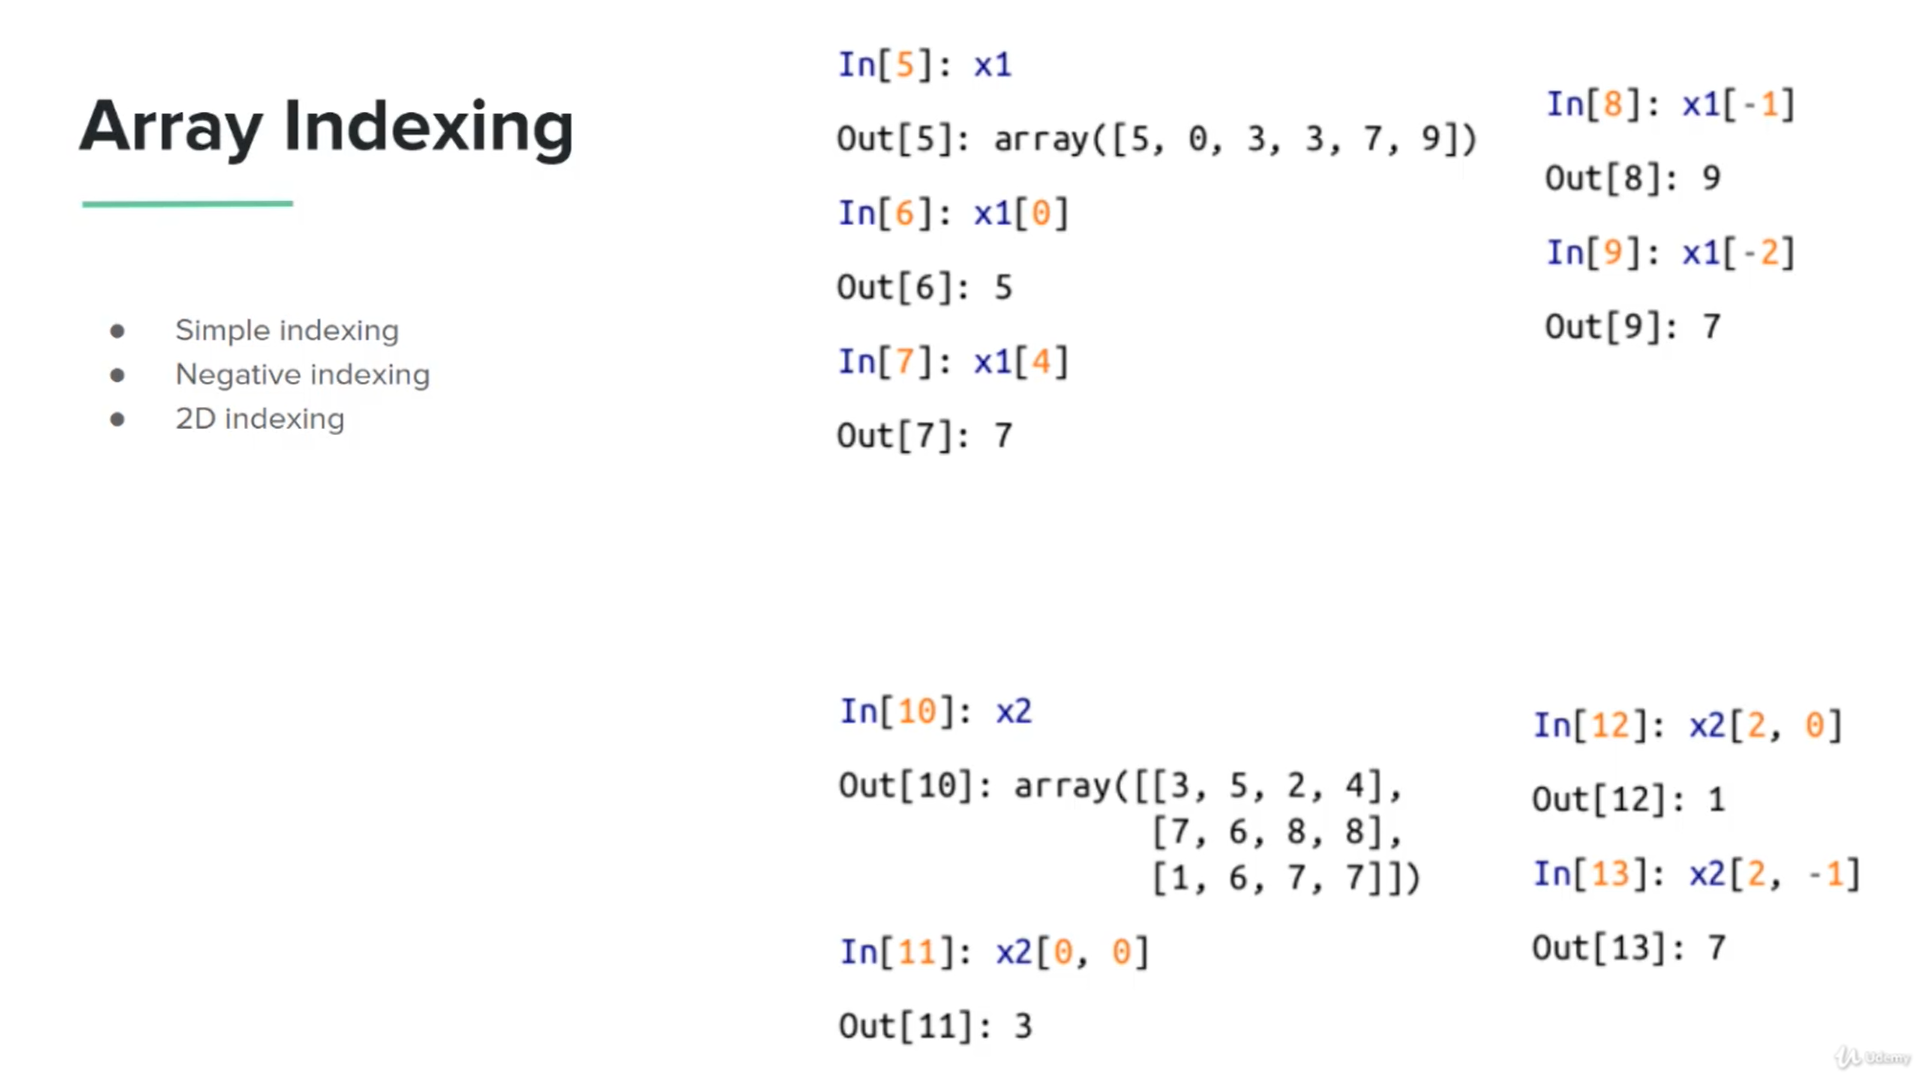 Array Indexing
● Simple indexing
● Negative indexing
● 2D indexing
In[5]: x1
Out[5]: array([5, 0, 3, 3, 7, 9])
In[6]: x1[0]
Out[6]: 5
In[7]: x1[4]
Out[7]: 7
In[8]: x1[-1]
Out[8]: 9
In[9]: x1[-2]
Out[9]: 7
In[10]: x2
Out[10]: array([[3, 5, 2, 4],
[7, 6, 8, 8],
[1, 6, 7, 7]])
In[11]: x2[0, 0]
Out[11]: 3
In[12]: x2[2, 0]
Out[12]: 1
In[13]: x2[2, -1]
Out[13]: 7
Udemy